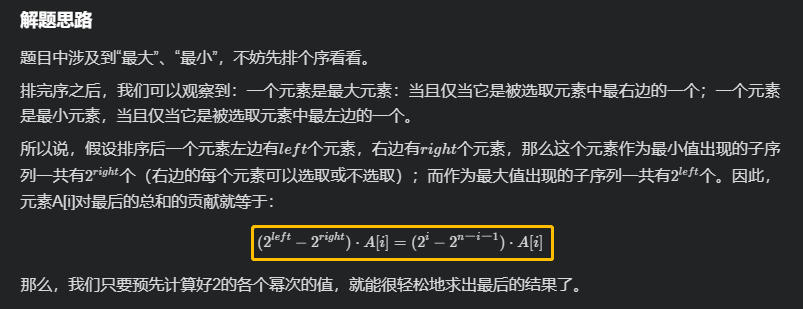 解题思路
题目中涉及到“最大”、“最小”，不妨先排个序看看。
排完序之后，我们可以观察到：一个元素是最大元素：当且仅当它是被选取元素中最右边的一个；一个元素
是最小元素，当且仅当它是被选取元素中最左边的一个。
所以说，假设排序后一个元素左边有left个元素，右边有right个元素，那么这个元素作为最小值出现的子序
列一共有2^{right}个（右边的每个元素可以选取或不选取）；而作为最大值出现的子序列一共有2^{left}个。因此，
元素A[i]对最后的总和的贡献就等于：
(2^{left} − 2^{right}) · A[i] = (2^{i} − 2^{n−i−1}) · A[i]
那么，我们只要预先计算好2的各个幂次的值，就能很轻松地求出最后的结果了。